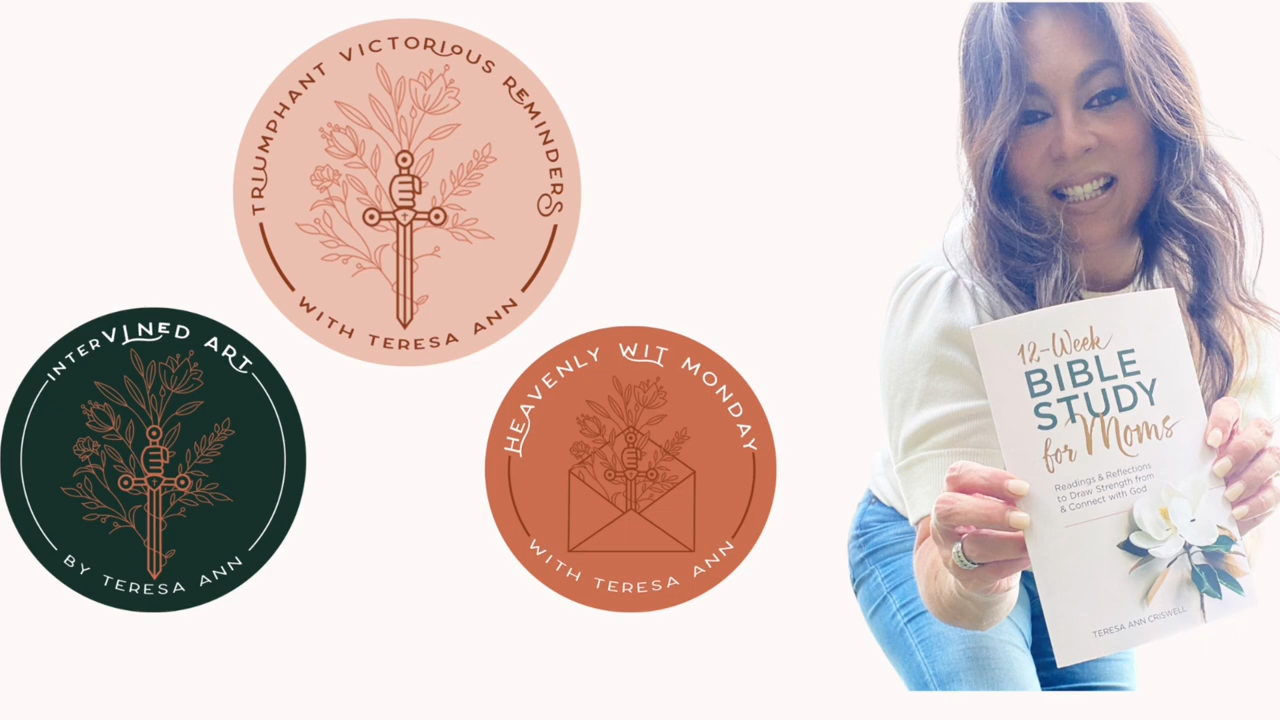 TRIUMPHANT VICTORIOUS REMINDERS
WITH TERESA ANN
INTERVINED ART
BY TERESA ANN
HEAVENLY WIT MONDAY
WITH TERESA ANN
12-Week
BIBLE
STUDY
for Moms
Readings & Reflections
to Draw Strength from
& Connect with God
TERESA ANN CRISWELL